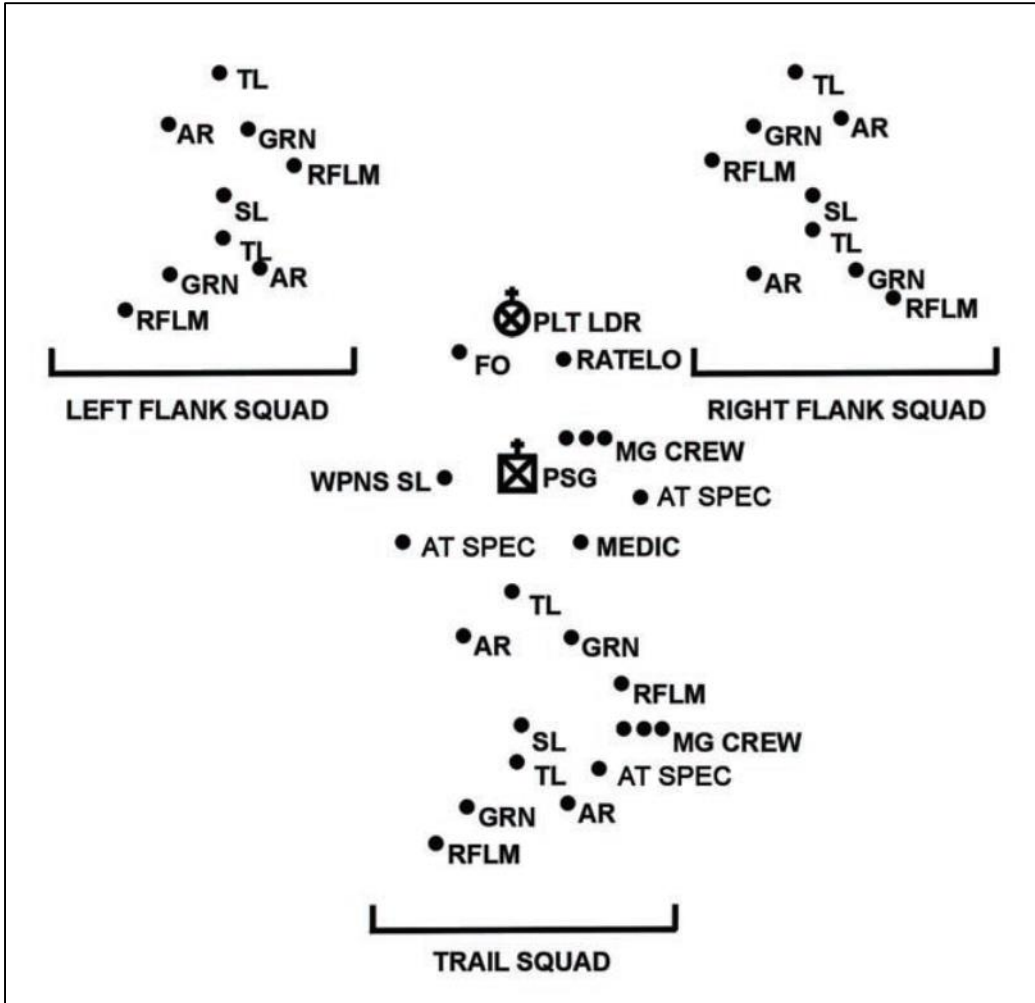 TL
AR
GRN
RFLM
SL
TL
GRN
AR
RFLM
LEFT FLANK SQUAD
TL
GRN
AR
RFLM
SL
TL
AR
GRN
RFLM
RIGHT FLANK SQUAD
PLT LDR
FO
RATELO
MG CREW
WPNS SL
PSG
AT SPEC
AT SPEC
MEDIC
TL
AR
GRN
RFLM
SL
MG CREW
TL
AT SPEC
GRN
AR
RFLM
TRAIL SQUAD